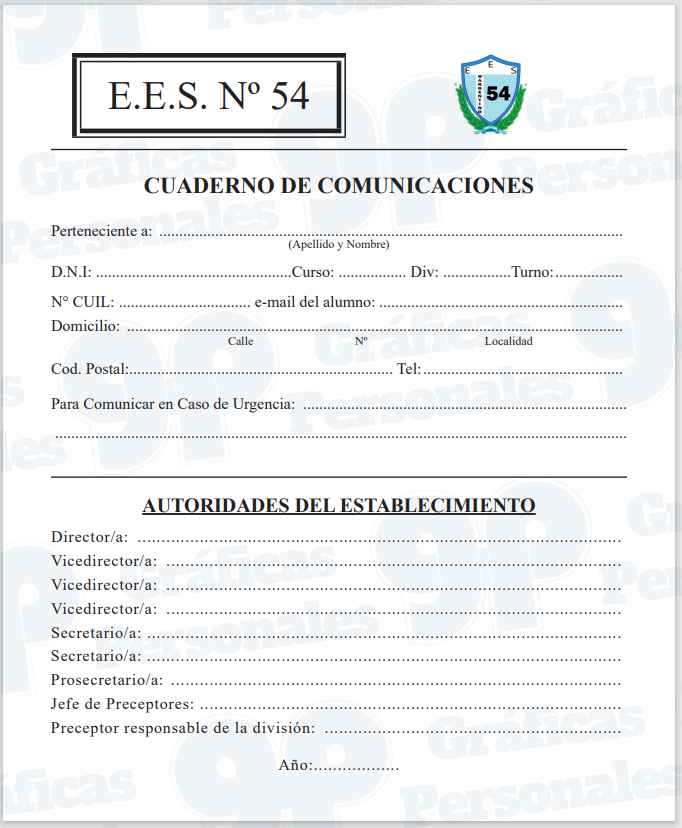 E.E.S. Nº 54
E E S
54
CUADERNO DE COMUNICACIONES
Perteneciente a: ....................................................................................
(Apellido y Nombre)
D.N.I: .................................................Curso: ................. Div: .................Turno:.................
N° CUIL: ................................. e-mail del alumno: .............................................................
Domicilio: ............................................................................................................................
Calle Nº Localidad
Cod. Postal:.................................................................. Tel:..................................................
Para Comunicar en Caso de Urgencia: .................................................................................
...............................................................................................................................................
AUTORIDADES DEL ESTABLECIMIENTO
Director/a: ...............................................................................................
Vicedirector/a: .........................................................................................
Vicedirector/a: .........................................................................................
Vicedirector/a: .........................................................................................
Secretario/a: .............................................................................................
Secretario/a: .............................................................................................
Prosecretario/a: ........................................................................................
Jefe de Preceptores: ..................................................................................
Preceptor responsable de la división: ..........................................................
Año:..................
Gráficas Personales
gp